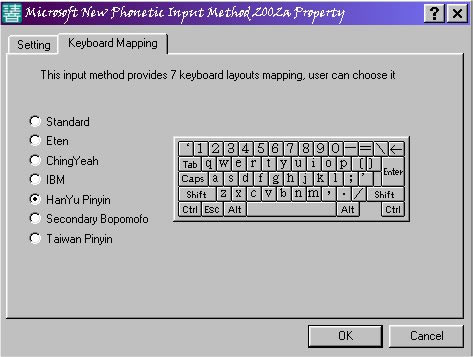 Microsoft New Phonetic Input Method 2002a Property
Setting
Keyboard Mapping
This input method provides 7 keyboard layouts mapping, user can choose it
Standard
Eten
ChingYeah
IBM
HanYu Pinyin
Secondary Bopomofo
Taiwan Pinyin
` 1 2 3 4 5 6 7 8 9 0 - = \ ←
Tab q w e r t y u i o p [ ]
Enter
Caps a s d f g h j k l ; '
Shift z x c v b n m , . / Shift
Ctrl Esc Alt Alt Ctrl
OK
Cancel